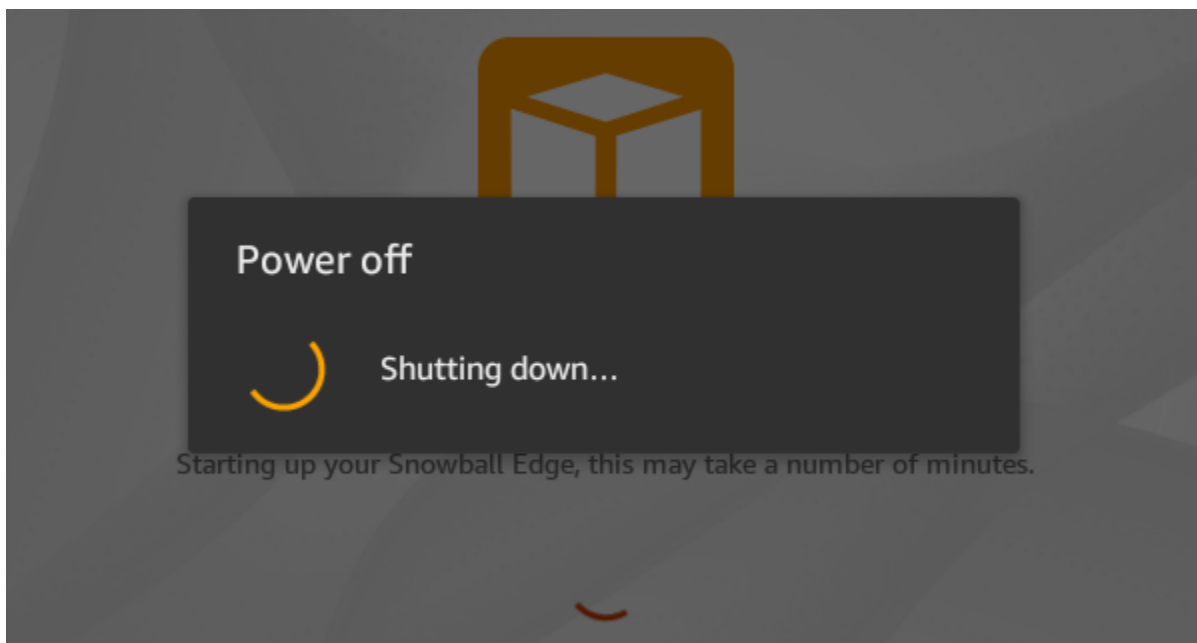 Power off
Shutting down...
Starting up your Snowball Edge, this may take a number of minutes.